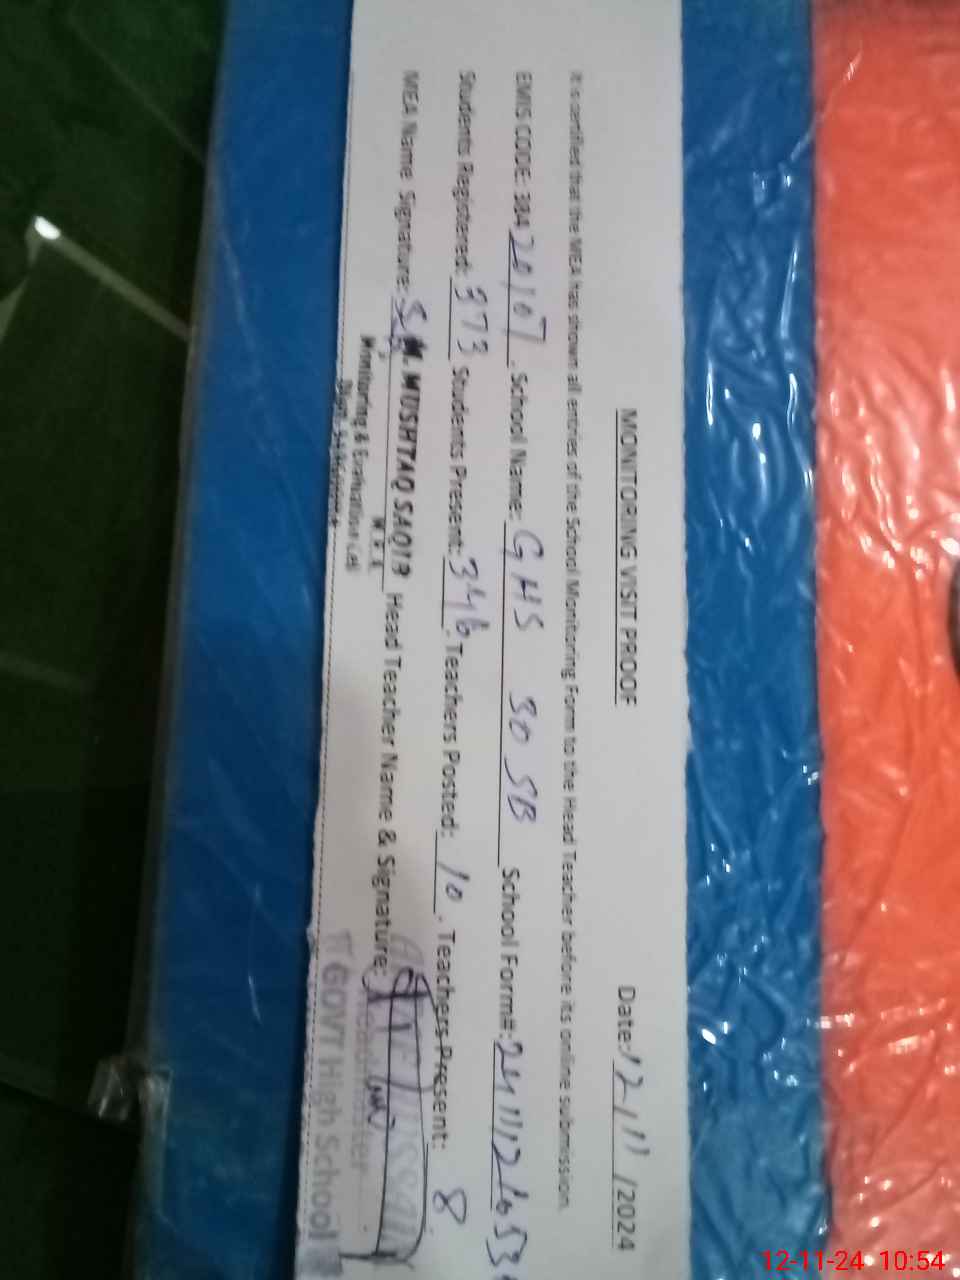 MONITORING VISIT PROOF
Date: 12/11/2024
It is certified that the MEA has shown all entries of the School Monitoring Form to the Head Teacher before its online submission.
EMIS CODE: 38420107. School Name: GHS 30 SB School Form#: 2411121053
Students Registered: 373 Students Present: 346. Teachers Posted: 10. Teachers Present: 8
MEA Name Signature: M. MUSHTAQ SAQIB Head Teacher Name & Signature:
M E A
Monitoring & Evaluation Cell
Headmaster
GOVT High School
12-11-24 10:54